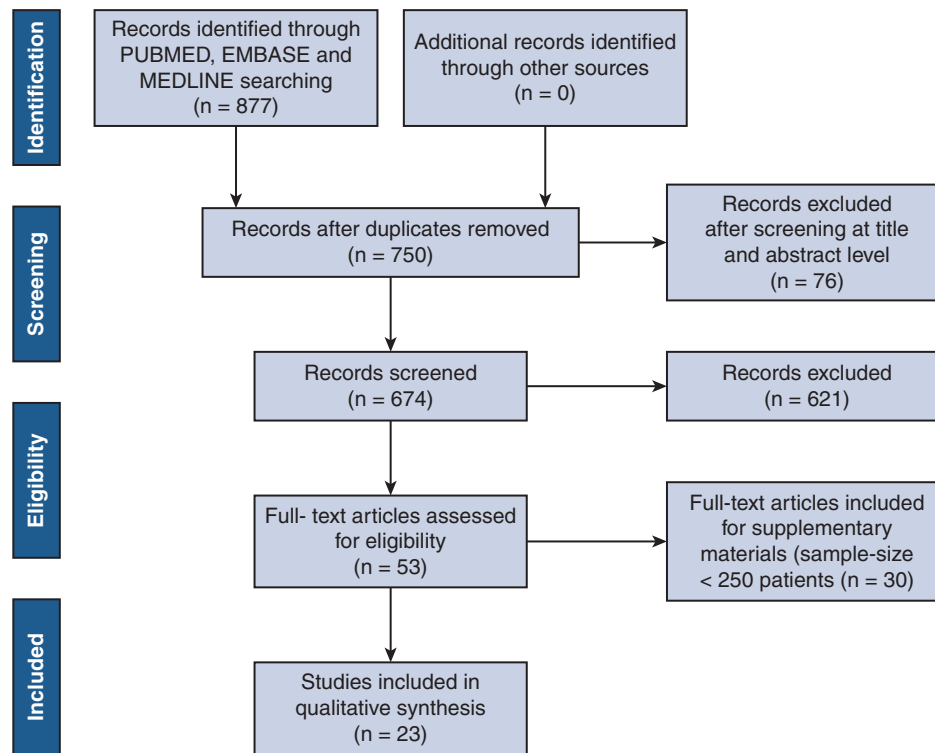 Identification
Records identified through
PUBMED, EMBASE and
MEDLINE searching
(n = 877)
Additional records identified
through other sources
(n = 0)
Screening
Records after duplicates removed
(n = 750)
Records excluded
after screening at title
and abstract level
(n = 76)
Records screened
(n = 674)
Records excluded
(n = 621)
Eligibility
Full- text articles assessed
for eligibility
(n = 53)
Full-text articles included
for supplementary
materials (sample-size
< 250 patients (n = 30)
Included
Studies included in
qualitative synthesis
(n = 23)